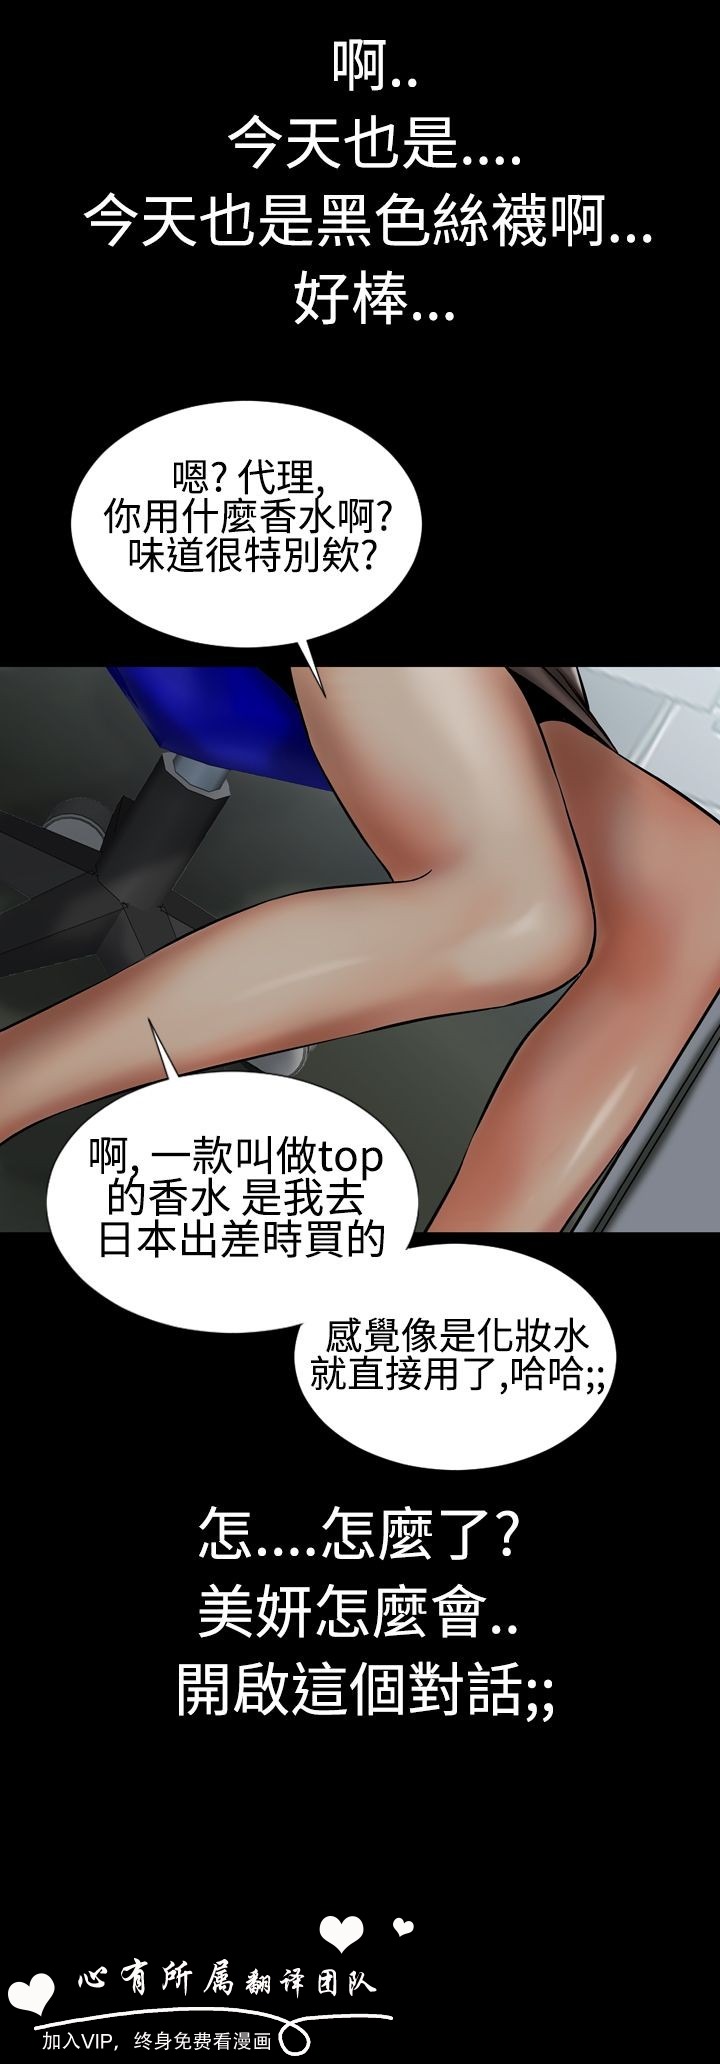 啊..
今天也是....
今天也是黑色絲襪啊...
好棒...
嗯? 代理,
你用什麼香水啊?
味道很特別欸?
啊, 一款叫做top
的香水 是我去
日本出差時買的
感覺像是化妝水
就直接用了,哈哈;;
怎....怎麼了?
美妍怎麼會..
開啟這個對話;;
心有所属翻译团队
加入VIP，终身免费看漫画